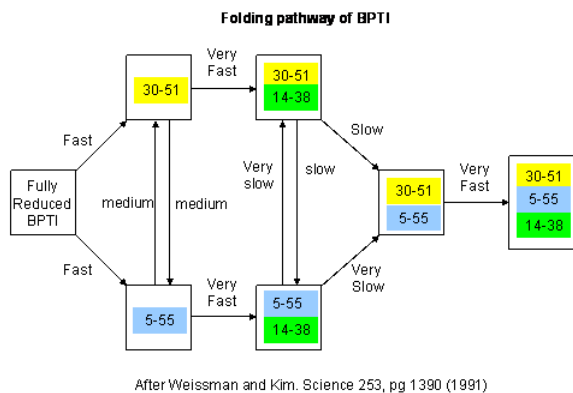 Folding pathway of BPTI
30-51
Very
Fast
30-51
14-38
Fast
Slow
Fully
Reduced
BPTI
medium
medium
Very
slow
slow
30-51
5-55
Very
Fast
30-51
5-55
14-38
Fast
5-55
Very
Fast
5-55
14-38
Very
Slow
After Weissman and Kim. Science 253, pg 1390 (1991)